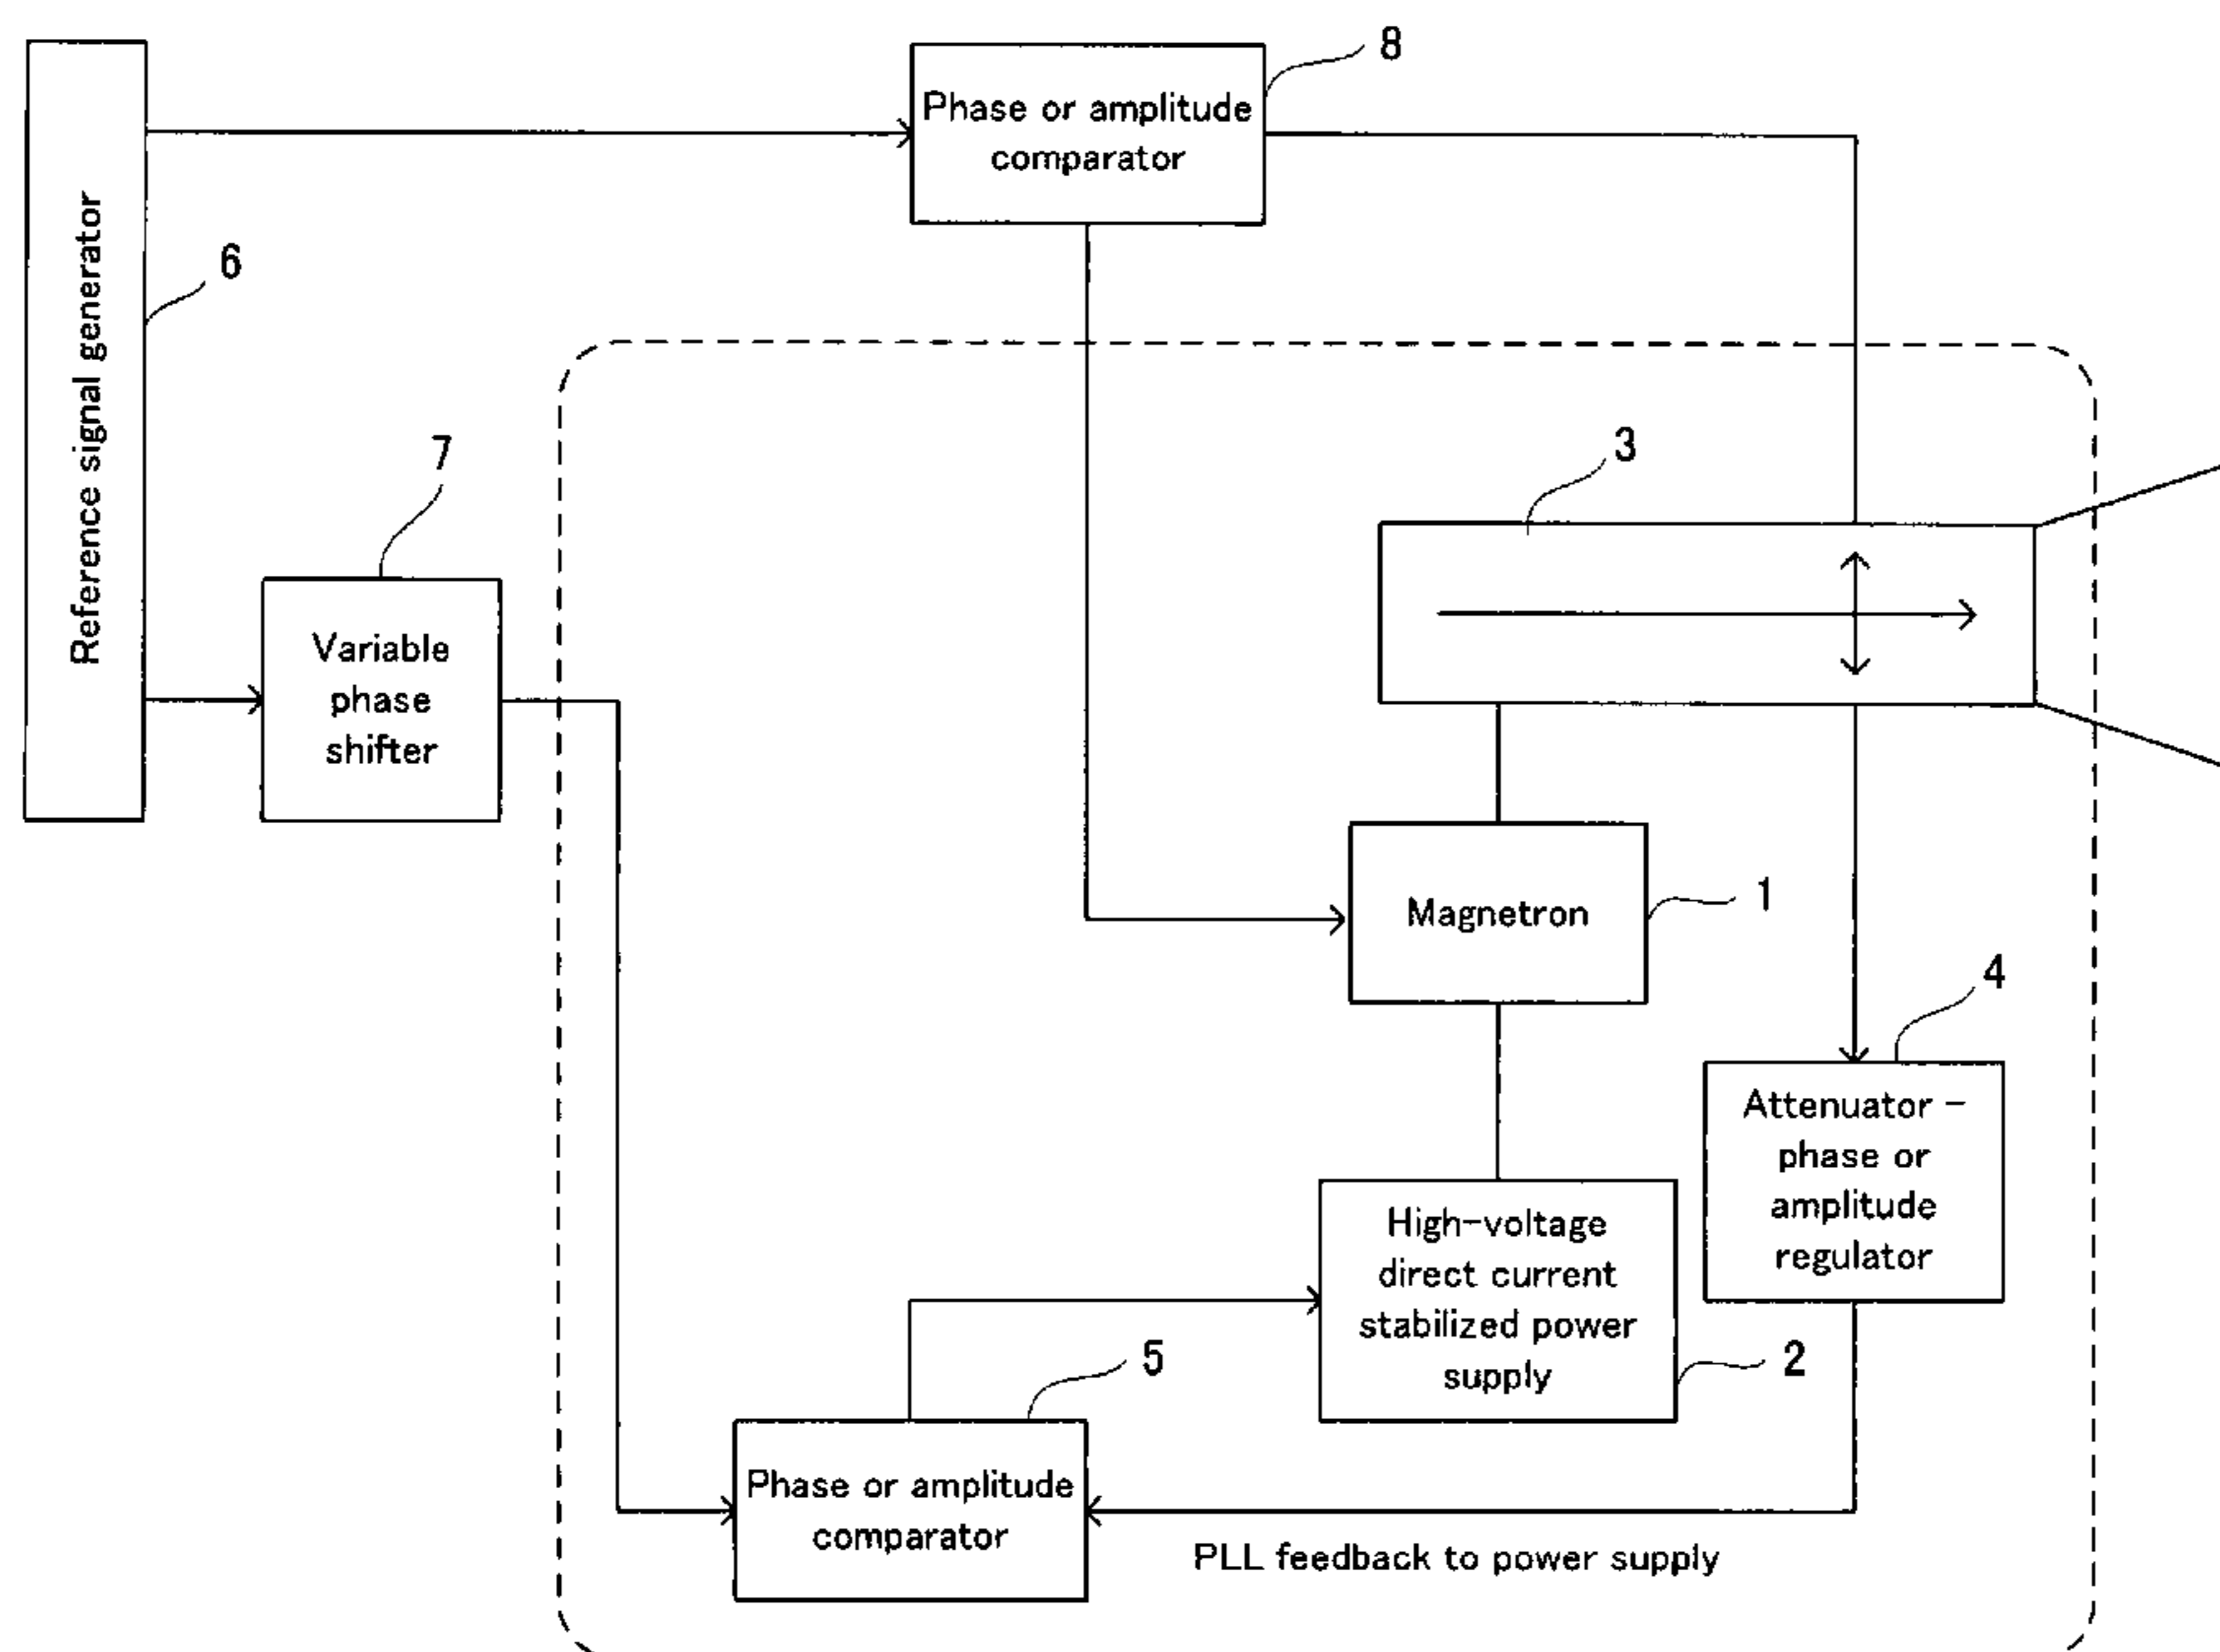 8
Phase or amplitude
comparator
Reference signal generator
6
7
3
Variable
phase
shifter
1
Magnetron
4
Attenuator -
phase or
amplitude
regulator
High-voltage
direct current
stabilized power
supply
2
5
Phase or amplitude
comparator
PLL feedback to power supply